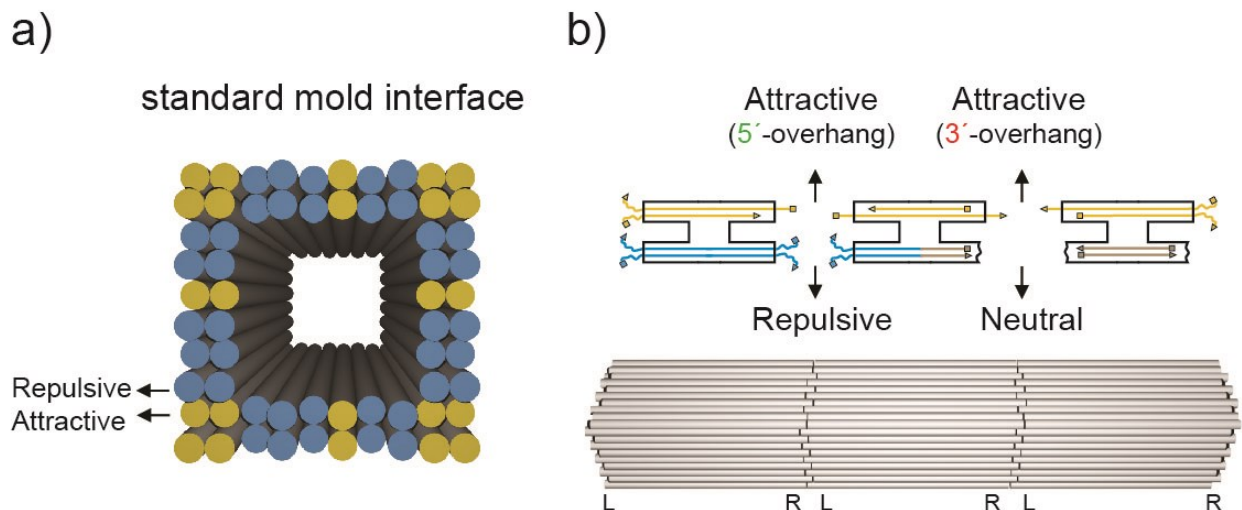 a)
standard mold interface
Repulsive
Attractive
b)
Attractive
(5´-overhang)
Attractive
(3´-overhang)
Repulsive
Neutral
L R L R L R